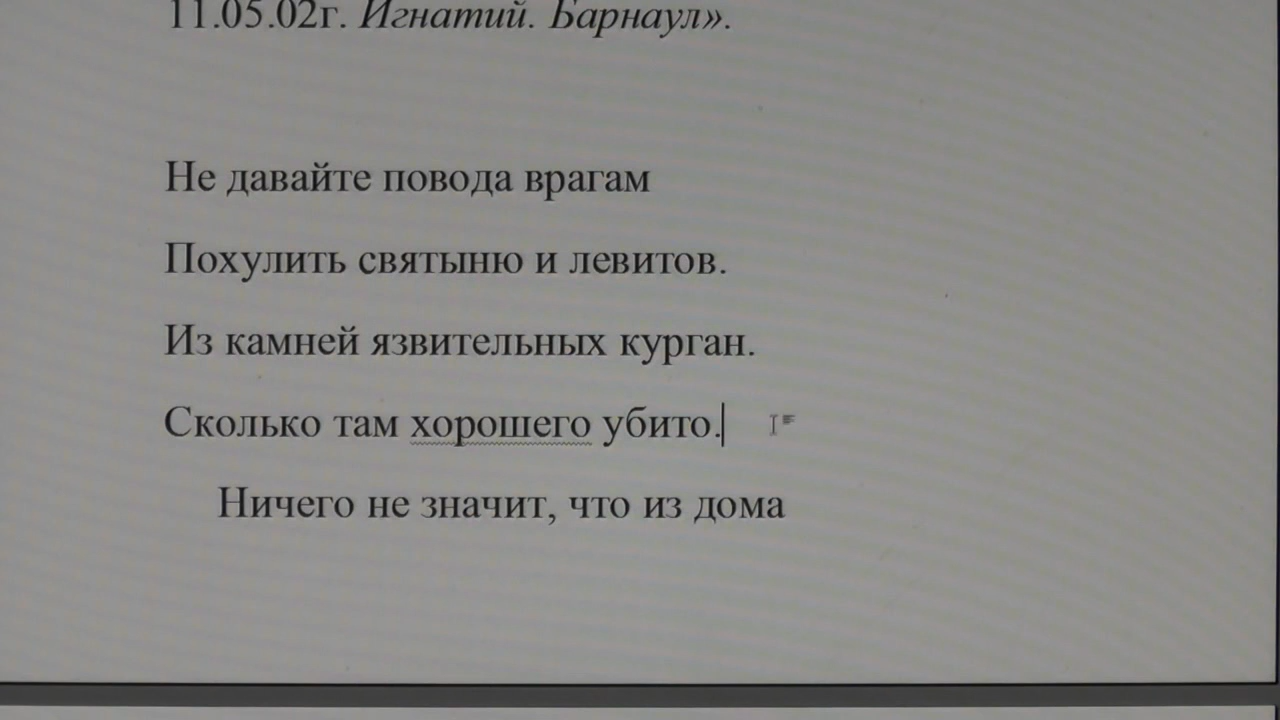 11.05.02г. Игнатий. Барнаул».
Не давайте повода врагам
Похулить святыню и левитов.
Из камней язвительных курган.
Сколько там хорошего убито.
Ничего не значит, что из дома